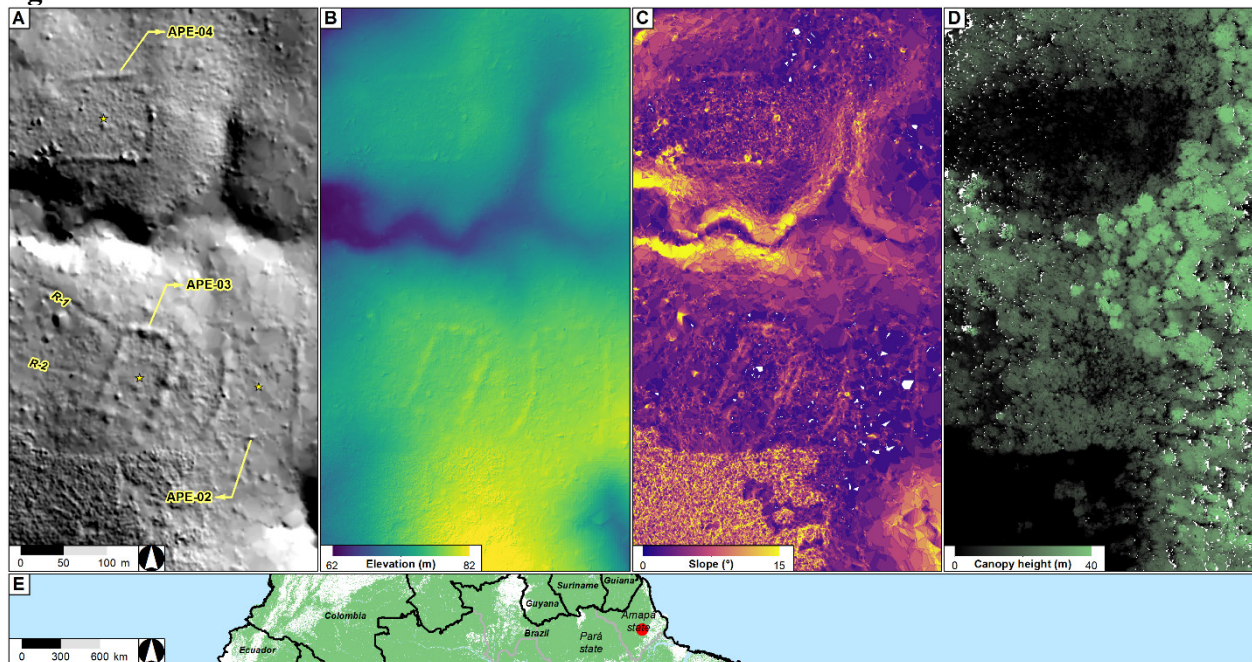 A
APE-04
APE-03
R-1
R-2
APE-02
0 50 100 m
B
62 Elevation (m) 82
C
0 Slope (°) 15
D
0 Canopy height (m) 40
E
Colombia
Ecuador
Guyana
Suriname
Guiana
Brazil
Pará
state
Amapá
state
0 300 600 km